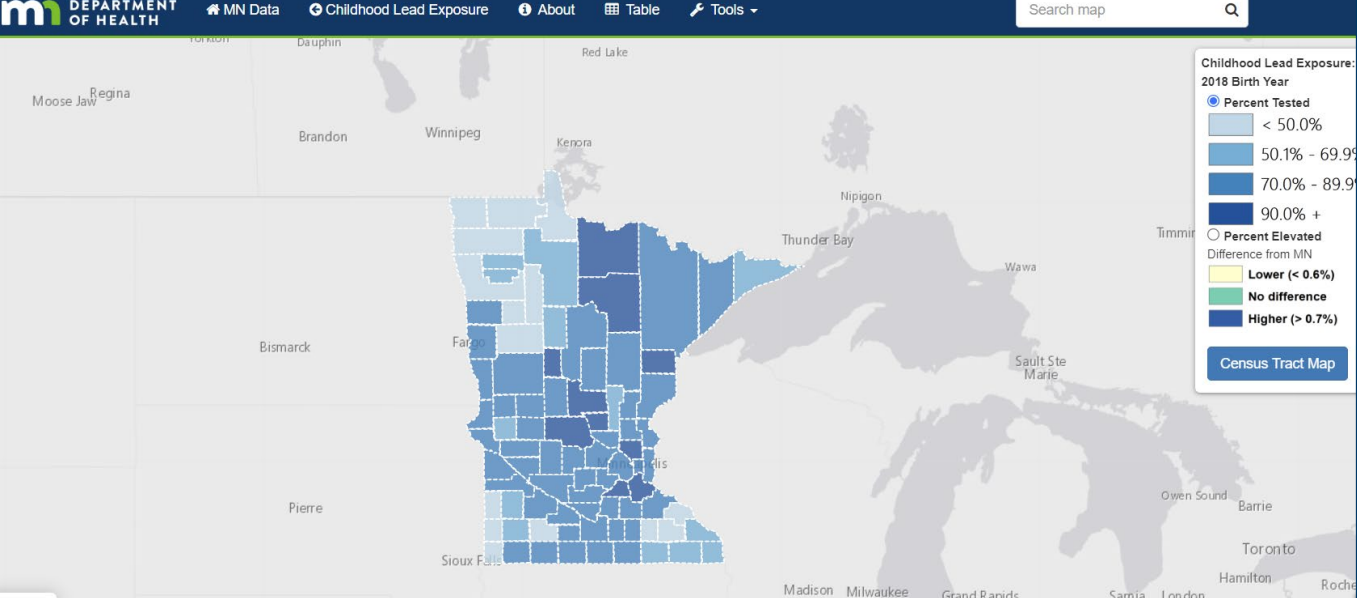 DEPARTMENT
OF HEALTH
MN Data
Childhood Lead Exposure
About
Table
Tools
Search map
Yorkton
Dauphin
Red Lake
Moose Jaw
Regina
Brandon
Winnipeg
Kenora
Nipigon
Thunder Bay
Wawa
Fargo
Bismarck
Sault Ste
Marie
Minneapolis
Pierre
Owen Sound
Barrie
Sioux Falls
Toronto
Hamilton
Madison
Milwaukee
Grand Rapids
Sarnia
London
Childhood Lead Exposure:
2018 Birth Year
Percent Tested
< 50.0%
50.1% - 69.9%
70.0% - 89.9
90.0% +
Percent Elevated
Difference from MN
Lower (< 0.6%)
No difference
Higher (> 0.7%)
Census Tract Map